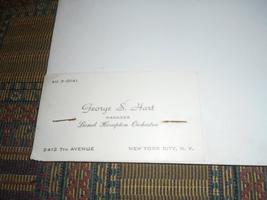 George S. Hart
MANAGER
Lionel Hampton Orchestra
2412 7TH AVENUE NEW YORK CITY, N. Y.